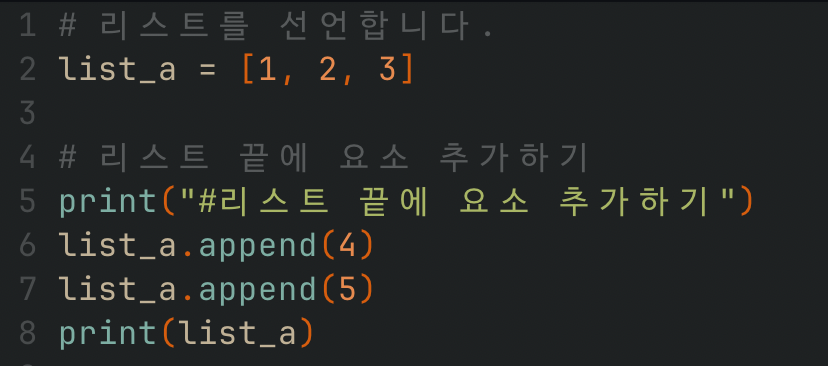 1 # 리스트를 선언합니다.
2 list_a = [1, 2, 3]
3
4 # 리스트 끝에 요소 추가하기
5 print("#리스트 끝에 요소 추가하기")
6 list_a.append(4)
7 list_a.append(5)
8 print(list_a)